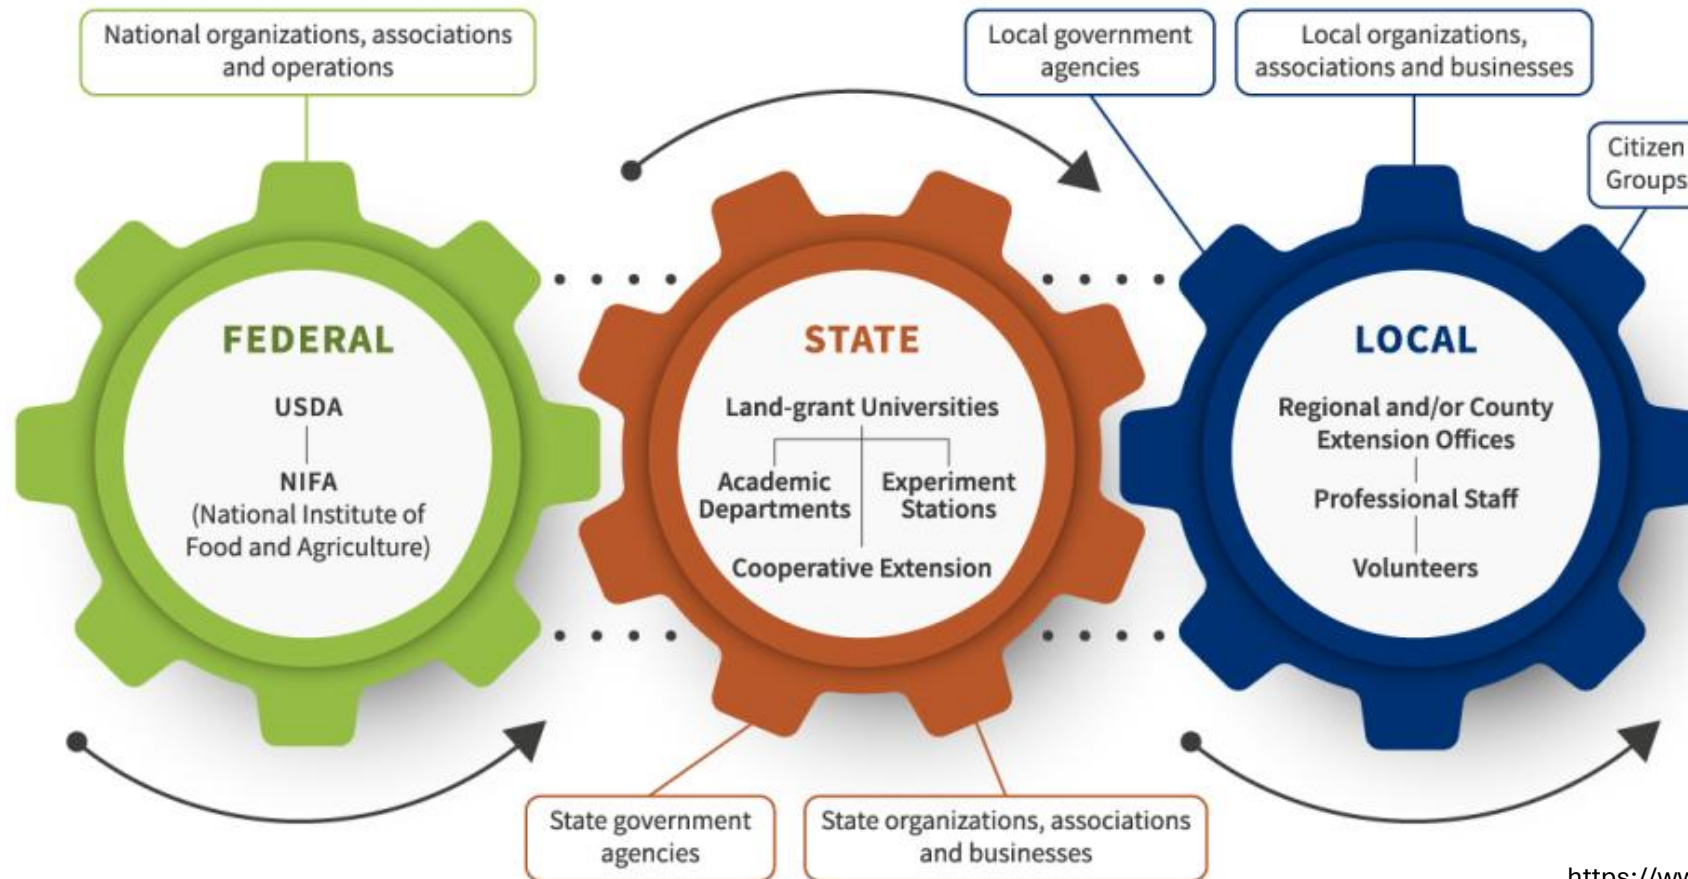 National organizations, associations
and operations
Local government
agencies
Local organizations,
associations and businesses
Citizen
Groups
FEDERAL
USDA
NIFA
(National Institute of
Food and Agriculture)
STATE
Land-grant Universities
Academic
Departments
Experiment
Stations
Cooperative Extension
LOCAL
Regional and/or County
Extension Offices
Professional Staff
Volunteers
State government
agencies
State organizations, associations
and businesses